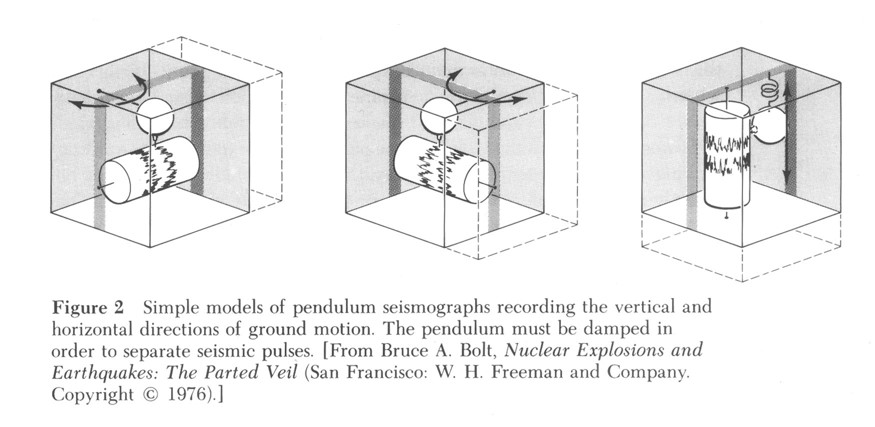 Figure 2 Simple models of pendulum seismographs recording the vertical and
horizontal directions of ground motion. The pendulum must be damped in
order to separate seismic pulses. [From Bruce A. Bolt, Nuclear Explosions and
Earthquakes: The Parted Veil (San Francisco: W. H. Freeman and Company.
Copyright © 1976).]